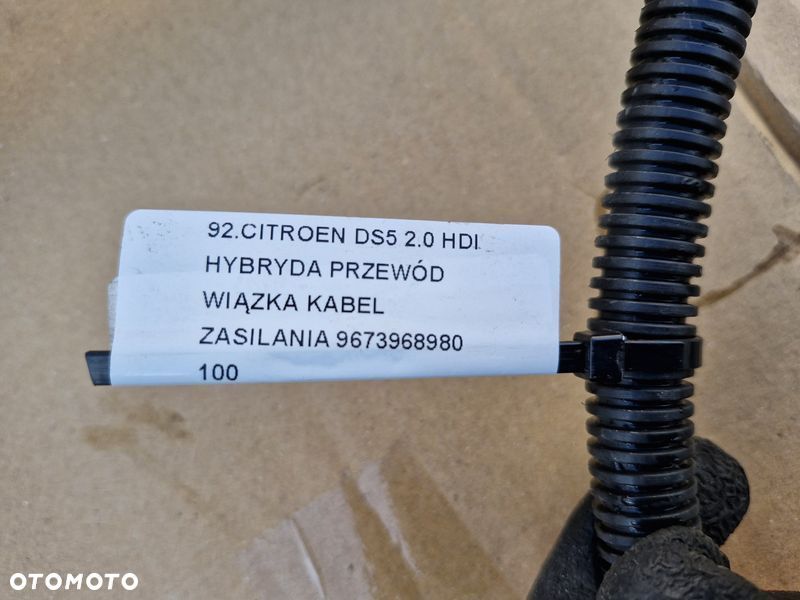 92.CITROEN DS5 2.0 HDI
HYBRYDA PRZEWÓD
WIĄZKA KABEL
ZASILANIA 9673968980
100
OTOMOTO